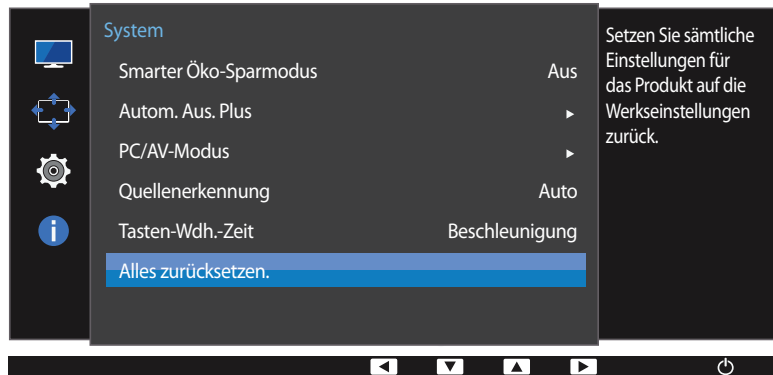 System
Smarter Öko-Sparmodus Aus
Autom. Aus. Plus
PC/AV-Modus
Quellenerkennung Auto
Tasten-Wdh.-Zeit Beschleunigung
Alles zurücksetzen.
Setzen Sie sämtliche
Einstellungen für
das Produkt auf die
Werkseinstellungen
zurück.